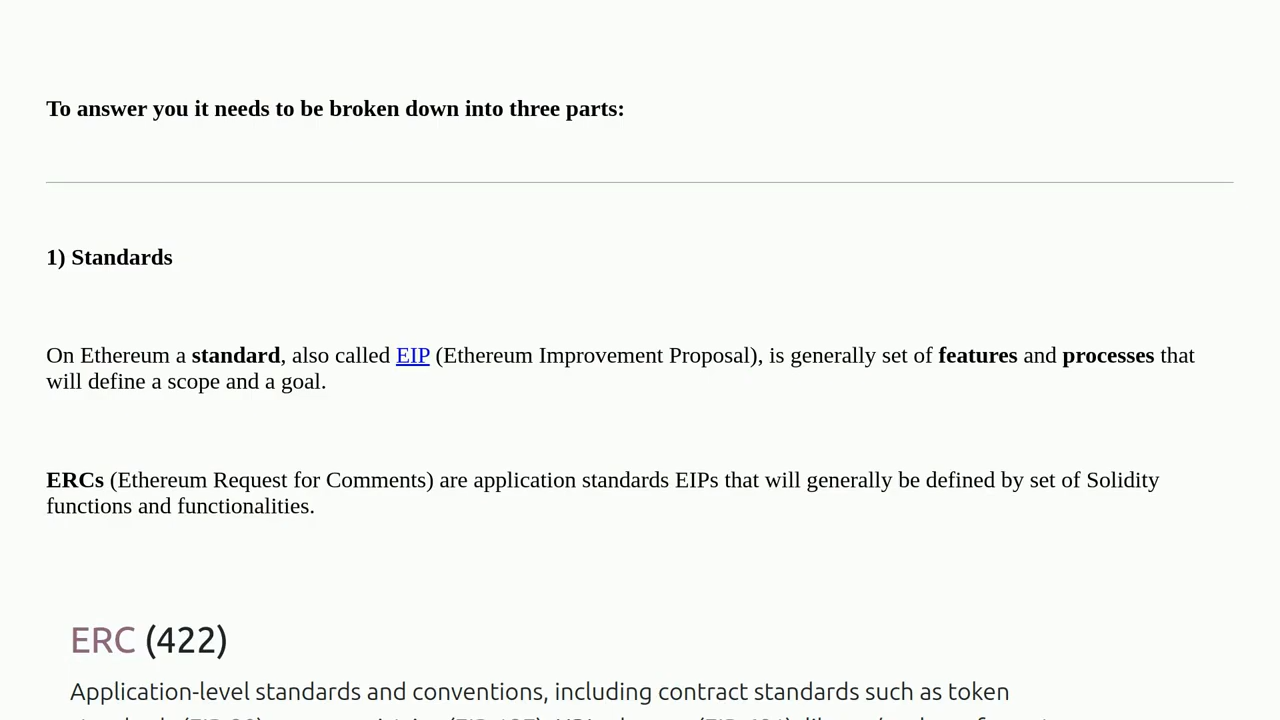 To answer you it needs to be broken down into three parts:
1) Standards
On Ethereum a standard, also called EIP (Ethereum Improvement Proposal), is generally set of features and processes that
will define a scope and a goal.
ERCs (Ethereum Request for Comments) are application standards EIPs that will generally be defined by set of Solidity
functions and functionalities.
ERC (422)
Application-level standards and conventions, including contract standards such as token